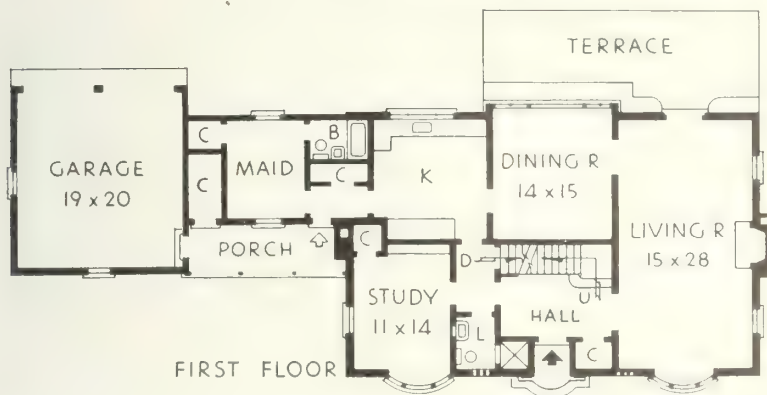 TERRACE
GARAGE
19 x 20
C
C
MAID
B
C
K
DINING R
14 x 15
LIVING R
15 x 28
PORCH
C
STUDY
11 x 14
D
U
HALL
L
C
FIRST FLOOR